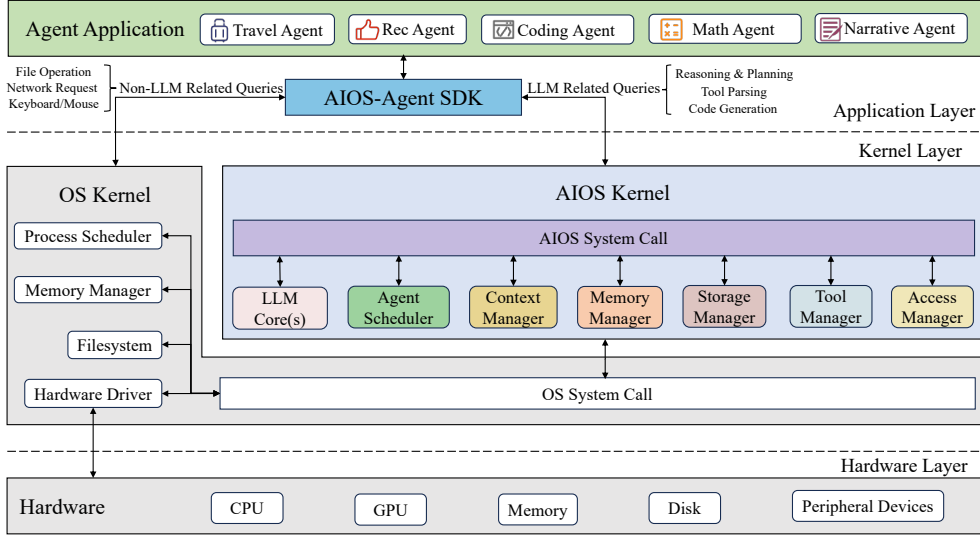 Agent Application
Travel Agent
Rec Agent
Coding Agent
Math Agent
Narrative Agent
File Operation
Network Request
Keyboard/Mouse
Non-LLM Related Queries
AIOS-Agent SDK
LLM Related Queries
Reasoning & Planning
Tool Parsing
Code Generation
Application Layer
Kernel Layer
OS Kernel
Process Scheduler
Memory Manager
Filesystem
Hardware Driver
AIOS Kernel
AIOS System Call
LLM
Core(s)
Agent
Scheduler
Context
Manager
Memory
Manager
Storage
Manager
Tool
Manager
Access
Manager
OS System Call
Hardware Layer
Hardware
CPU
GPU
Memory
Disk
Peripheral Devices